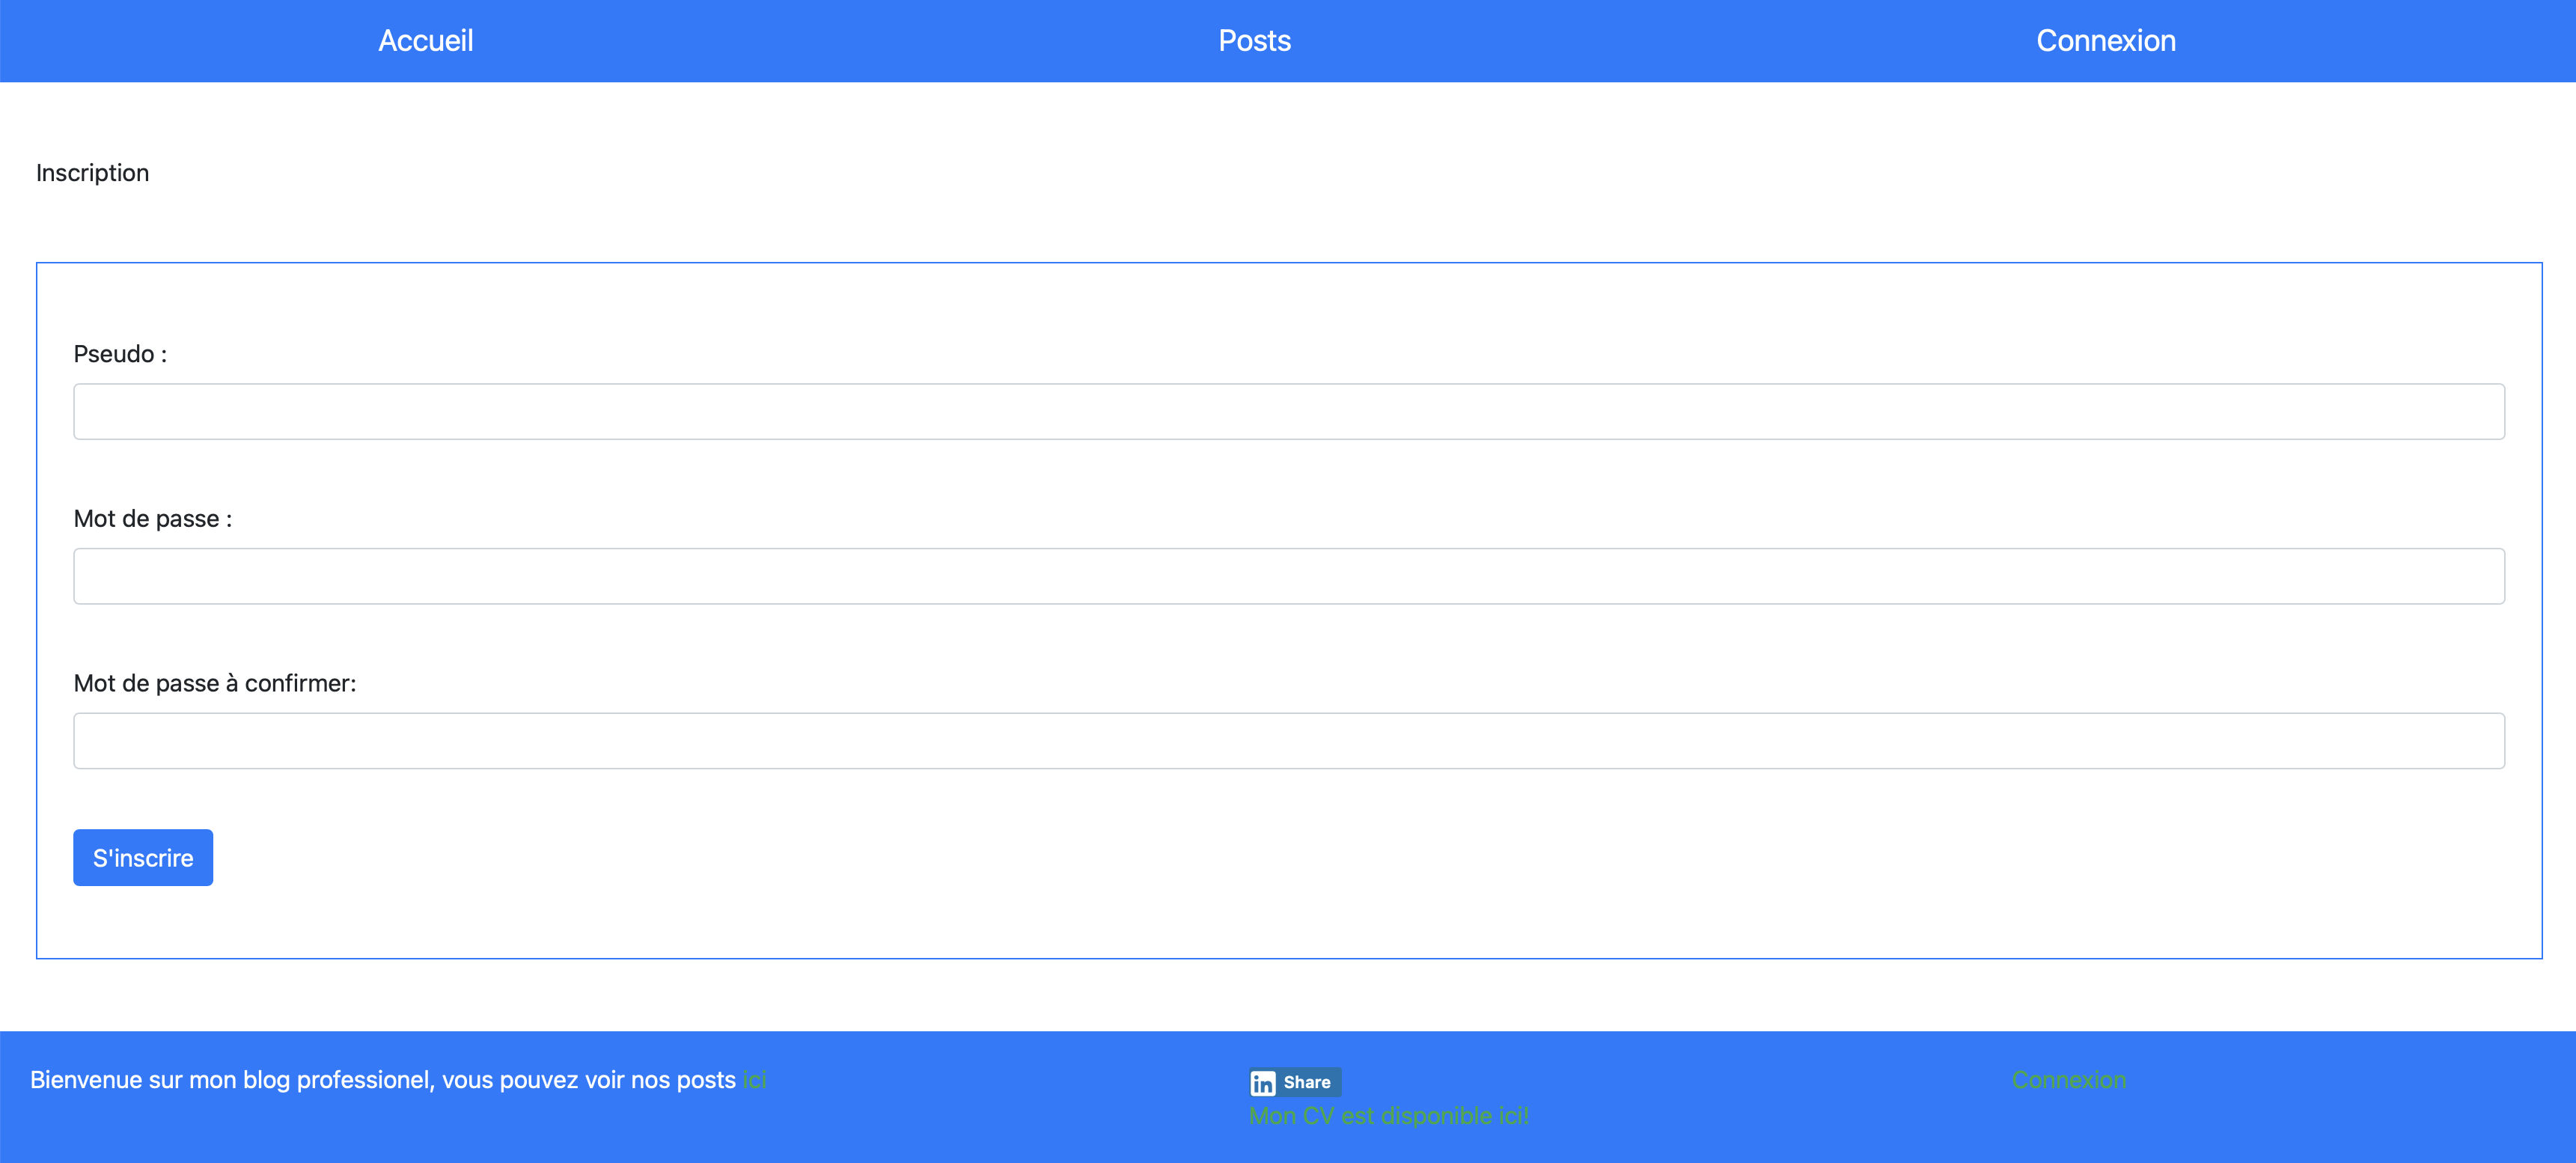 Accueil
Posts
Connexion
Inscription
Pseudo :
Mot de passe :
Mot de passe à confirmer:
S'inscrire
Bienvenue sur mon blog professionel, vous pouvez voir nos posts ici
in Share
Mon CV est disponible ici!
Connexion